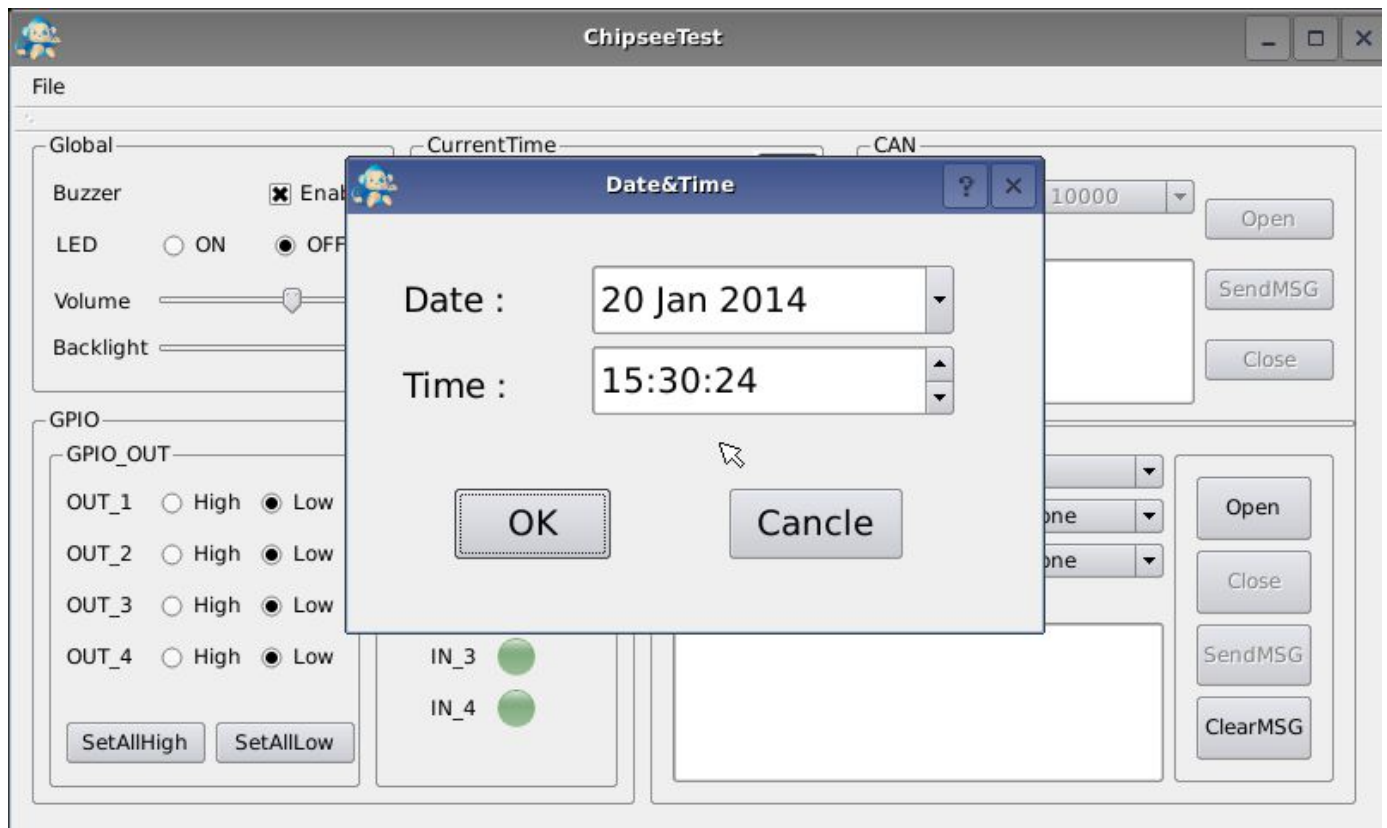 ChipseeTest
File
Global
CurrentTime
CAN
Buzzer
LED ON OFF
Volume
Backlight
Date&Time
Date :
20 Jan 2014
Time :
15:30:24
OK
Cancle
10000
Open
SendMSG
Close
GPIO
GPIO_OUT
OUT_1 High Low
OUT_2 High Low
OUT_3 High Low
OUT_4 High Low
SetAllHigh SetAllLow
IN_3
IN_4
Open
Close
SendMSG
ClearMSG